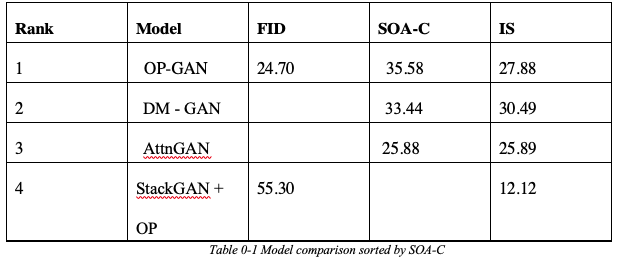 Rank Model FID SOA-C IS
1 OP-GAN 24.70 35.58 27.88
2 DM - GAN 33.44 30.49
3 AttnGAN 25.88 25.89
4 StackGAN + 55.30 12.12
OP
Table 0-1 Model comparison sorted by SOA-C